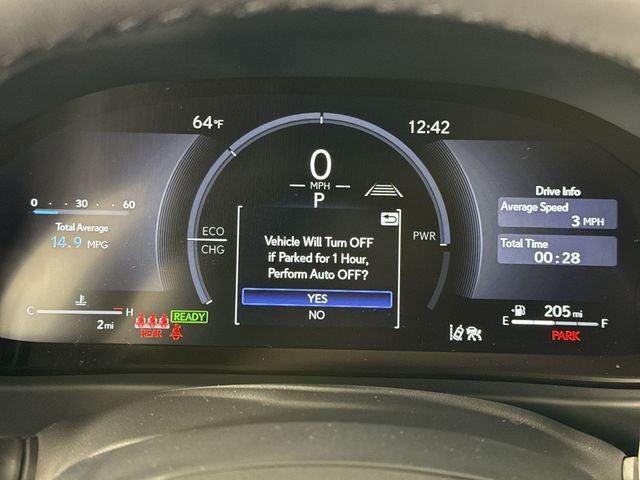 64°F
12:42
0
MPH
P
0 30 60
Total Average
14.9 MPG
ECO
CHG
PWR
Vehicle Will Turn OFF
if Parked for 1 Hour,
Perform Auto OFF?
YES
NO
Drive Info
Average Speed
3 MPH
Total Time
00:28
C H
2 mi
READY
REAR
205 mi
E F
PARK